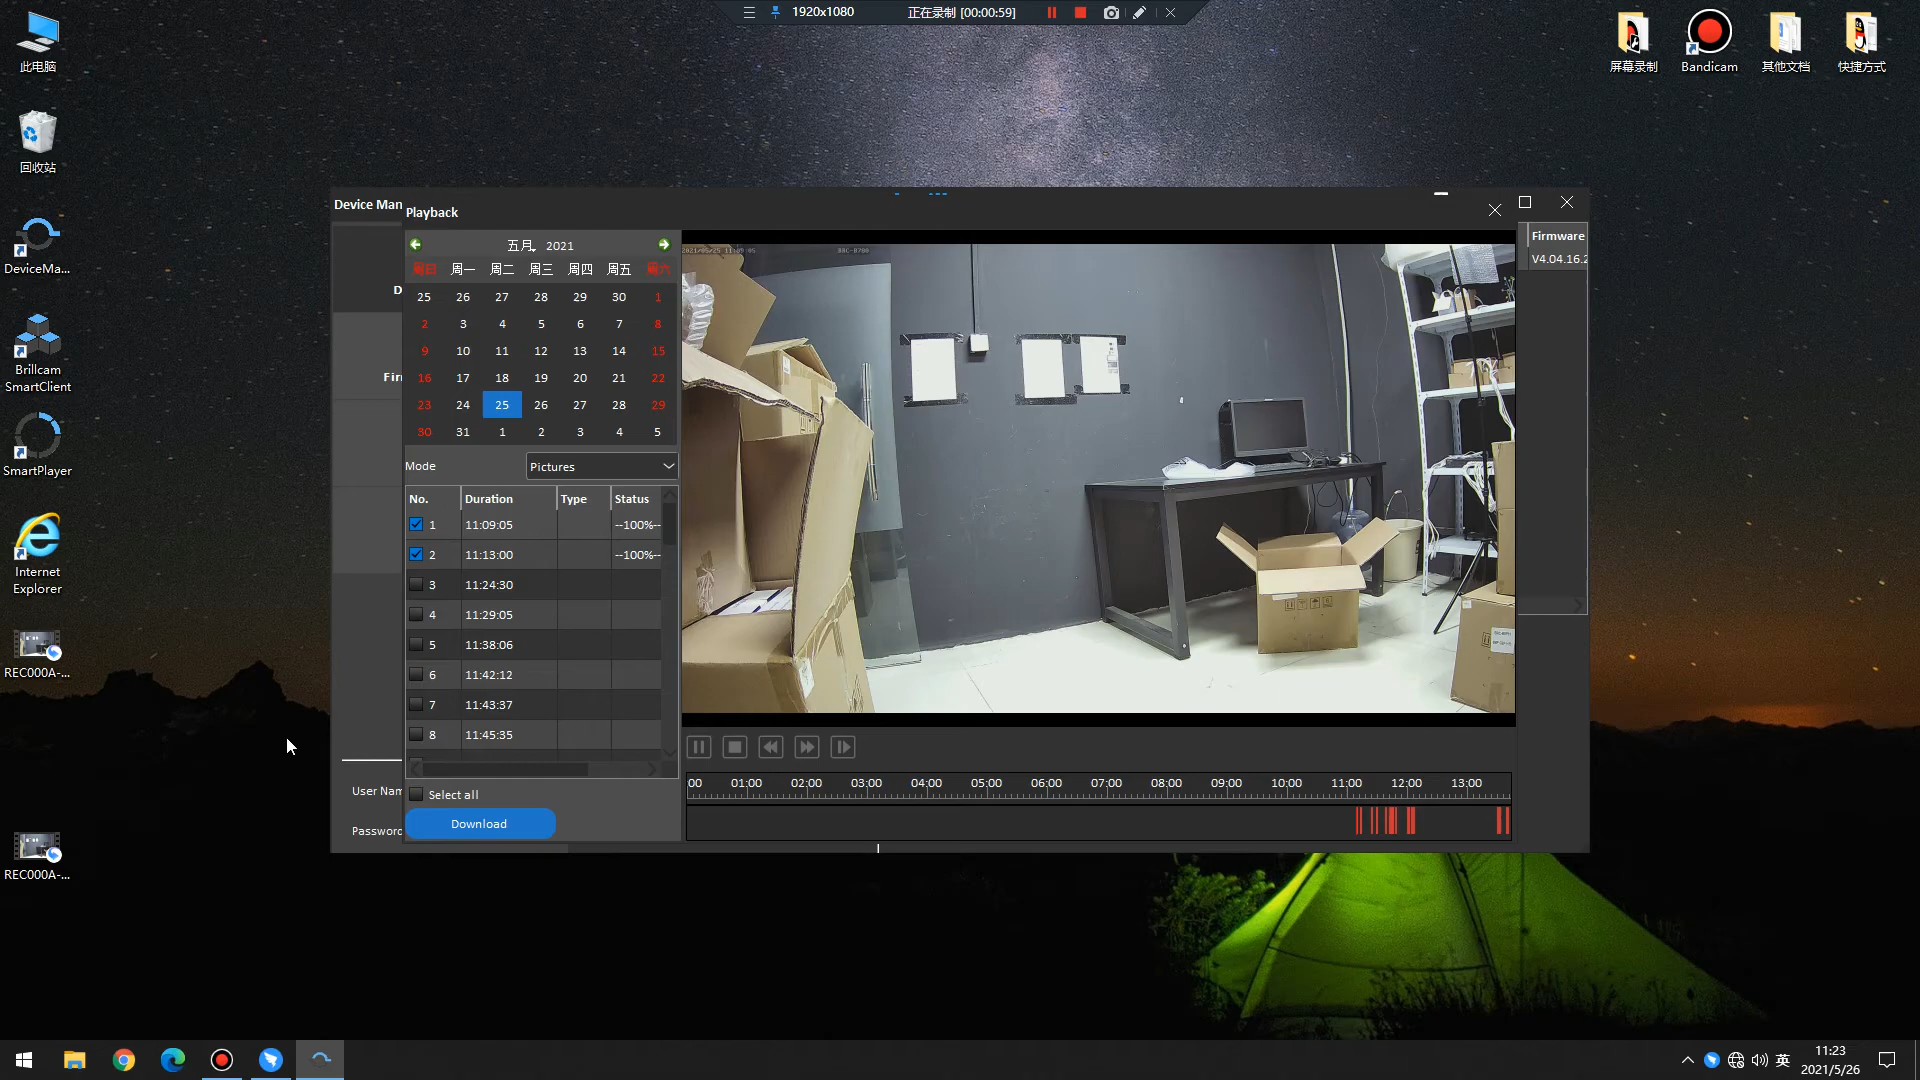 1920x1080
正在录制 [00:00:59]
此电脑
回收站
DeviceMa...
Brillcam
SmartClient
SmartPlayer
Internet
Explorer
REC000A-...
REC000A-...
屏幕录制
Bandicam
其他文档
快捷方式
Device Man
Playback
五月, 2021
周日 周一 周二 周三 周四 周五 周六
25 26 27 28 29 30 1
2 3 4 5 6 7 8
9 10 11 12 13 14 15
16 17 18 19 20 21 22
23 24 25 26 27 28 29
30 31 1 2 3 4 5
D
Fir
Mode Pictures
No. Duration Type Status
1 11:09:05 --100%--
2 11:13:00 --100%--
3 11:24:30
4 11:29:05
5 11:38:06
6 11:42:12
7 11:43:37
8 11:45:35
Select all
Download
User Nam
Password
Firmware
V4.04.16.2
2021/05/25 11:09:05
:00 01:00 02:00 03:00 04:00 05:00 06:00 07:00 08:00 09:00 10:00 11:00 12:00 13:00
英
11:23
2021/5/26